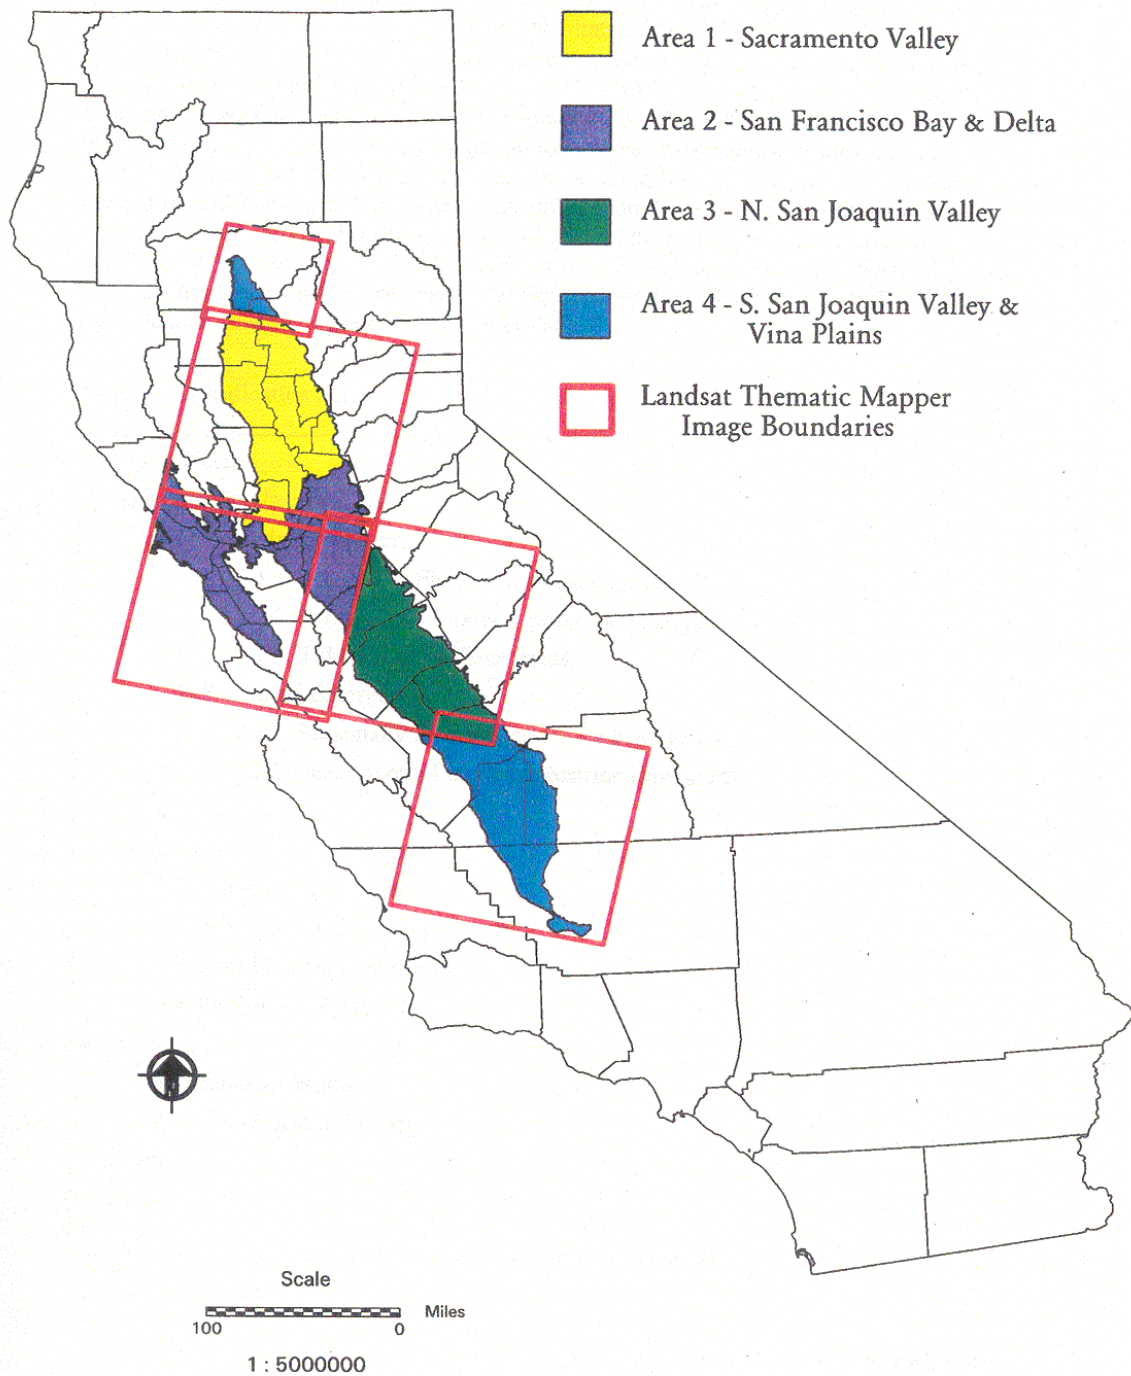 Area 1 - Sacramento Valley
Area 2 - San Francisco Bay & Delta
Area 3 - N. San Joaquin Valley
Area 4 - S. San Joaquin Valley &
Vina Plains
Landsat Thematic Mapper
Image Boundaries
Scale
Miles
100 0
1 : 5000000